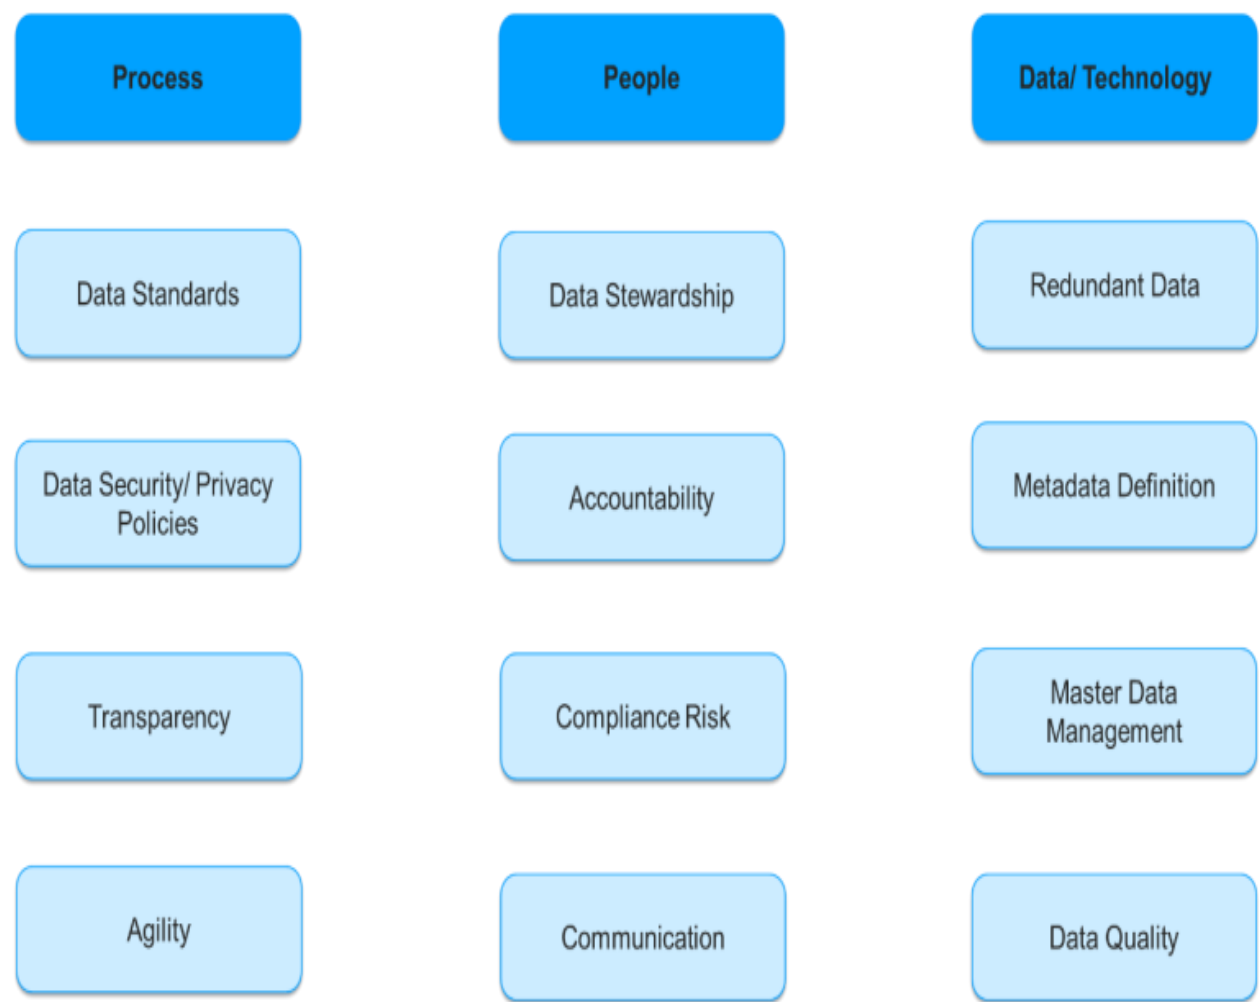 Process
People
Data/ Technology
Data Standards
Data Stewardship
Redundant Data
Data Security/ Privacy
Policies
Accountability
Metadata Definition
Transparency
Compliance Risk
Master Data
Management
Agility
Communication
Data Quality